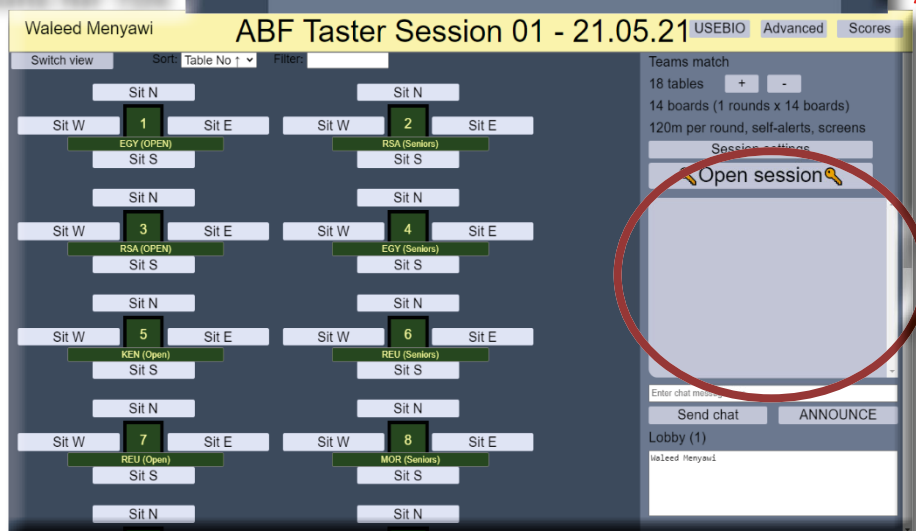 Waleed Menyawi
ABF Taster Session 01 - 21.05.21
USEBIO Advanced Scores
Switch view Sort: Table No ↑ Filter:
Sit N Sit N
Sit W 1 Sit E Sit W 2 Sit E
EGY (OPEN) RSA (Seniors)
Sit S Sit S
Sit N Sit N
Sit W 3 Sit E Sit W 4 Sit E
RSA (OPEN) EGY (Seniors)
Sit S Sit S
Sit N Sit N
Sit W 5 Sit E Sit W 6 Sit E
KEN (Open) REU (Seniors)
Sit S Sit S
Sit N Sit N
Sit W 7 Sit E Sit W 8 Sit E
REU (Open) MOR (Seniors)
Sit S Sit S
Sit N Sit N
Teams match
18 tables + -
14 boards (1 rounds x 14 boards)
120m per round, self-alerts, screens
Session settings
Open session
Enter chat message
Send chat ANNOUNCE
Lobby (1)
Waleed Menyawi